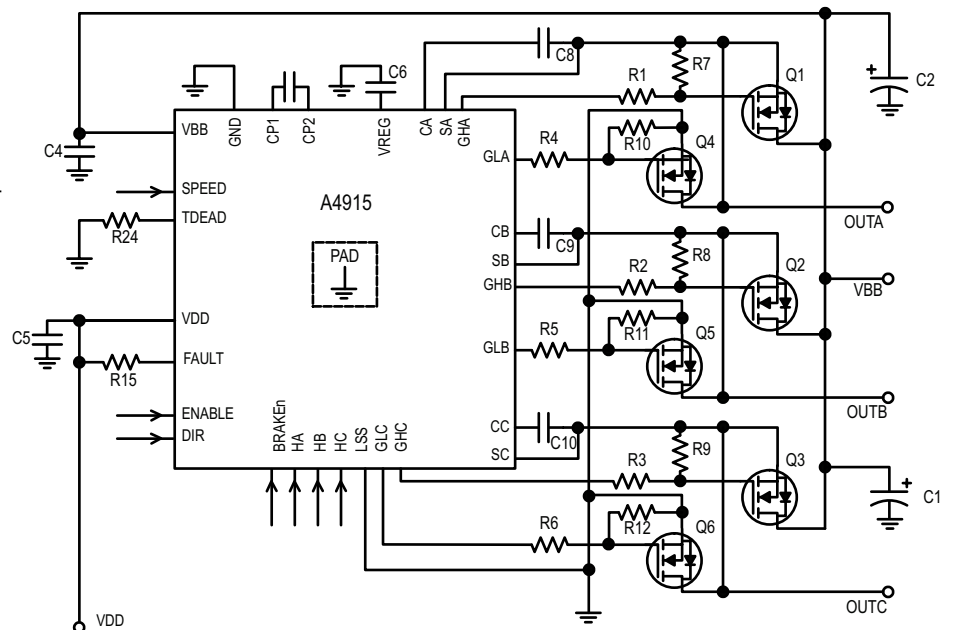 C8
R7
C6
R1
Q1
C2
GND
CP1
CP2
VREG
CA
SA
GHA
VBB
C4
R4
GLA
R10
Q4
SPEED
TDEAD
R24
A4915
OUTA
CB
C9
SB
GHB
R8
R2
Q2
VBB
PAD
VDD
C5
FAULT
R15
R5
GLB
R11
Q5
OUTB
ENABLE
DIR
BRAKEn
HA
HB
HC
LSS
GLC
GHC
CC
C10
SC
R9
R3
Q3
C1
R6
R12
Q6
OUTC
VDD